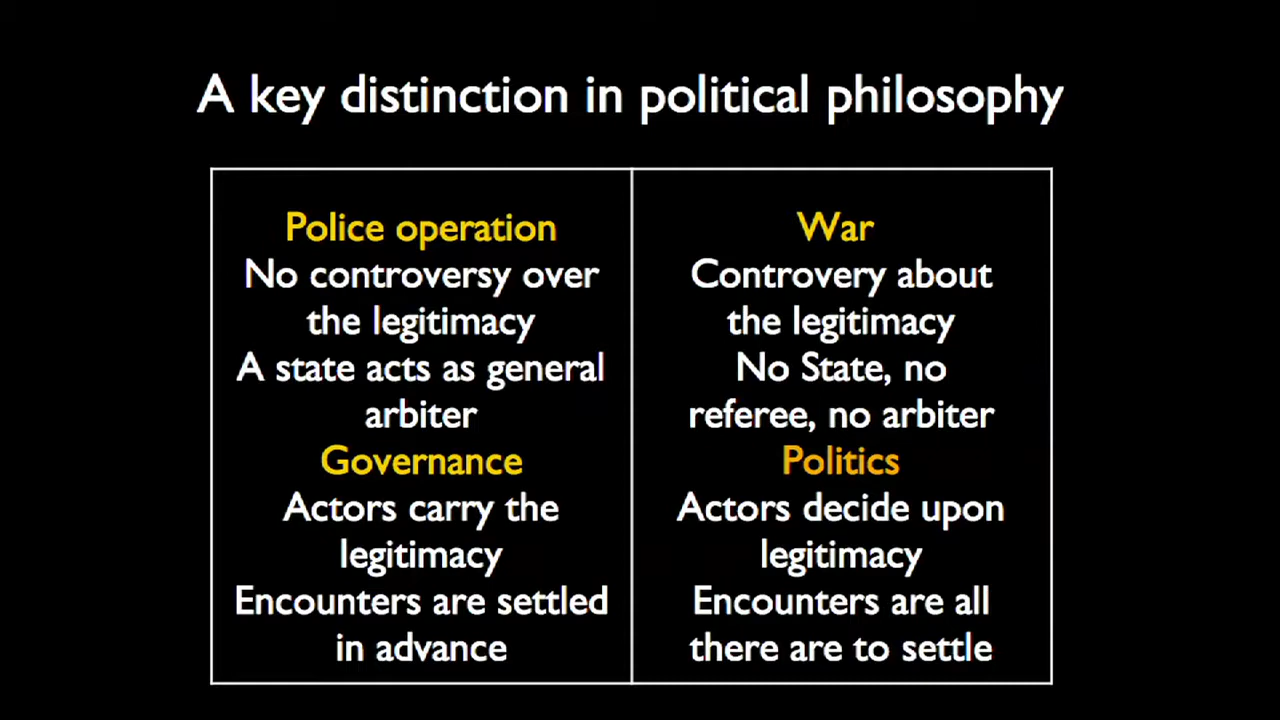 A key distinction in political philosophy
Police operation
No controversy over
the legitimacy
A state acts as general
arbiter
Governance
Actors carry the
legitimacy
Encounters are settled
in advance
War
Controvery about
the legitimacy
No State, no
referee, no arbiter
Politics
Actors decide upon
legitimacy
Encounters are all
there are to settle